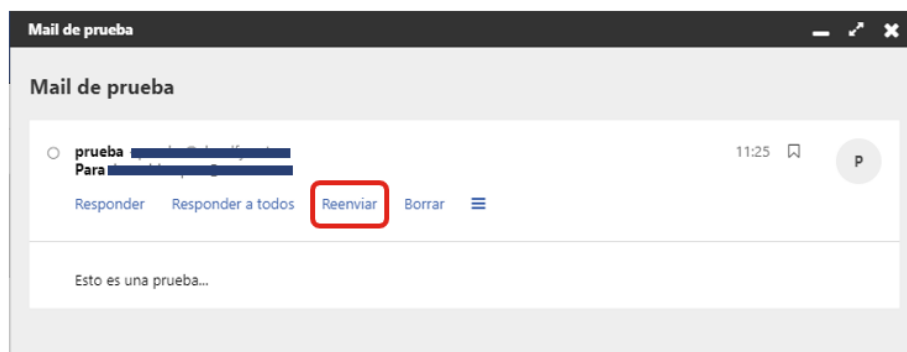 Mail de prueba
Mail de prueba
prueba
11:25
P
Para
Responder Responder a todos Reenviar Borrar
Esto es una prueba...